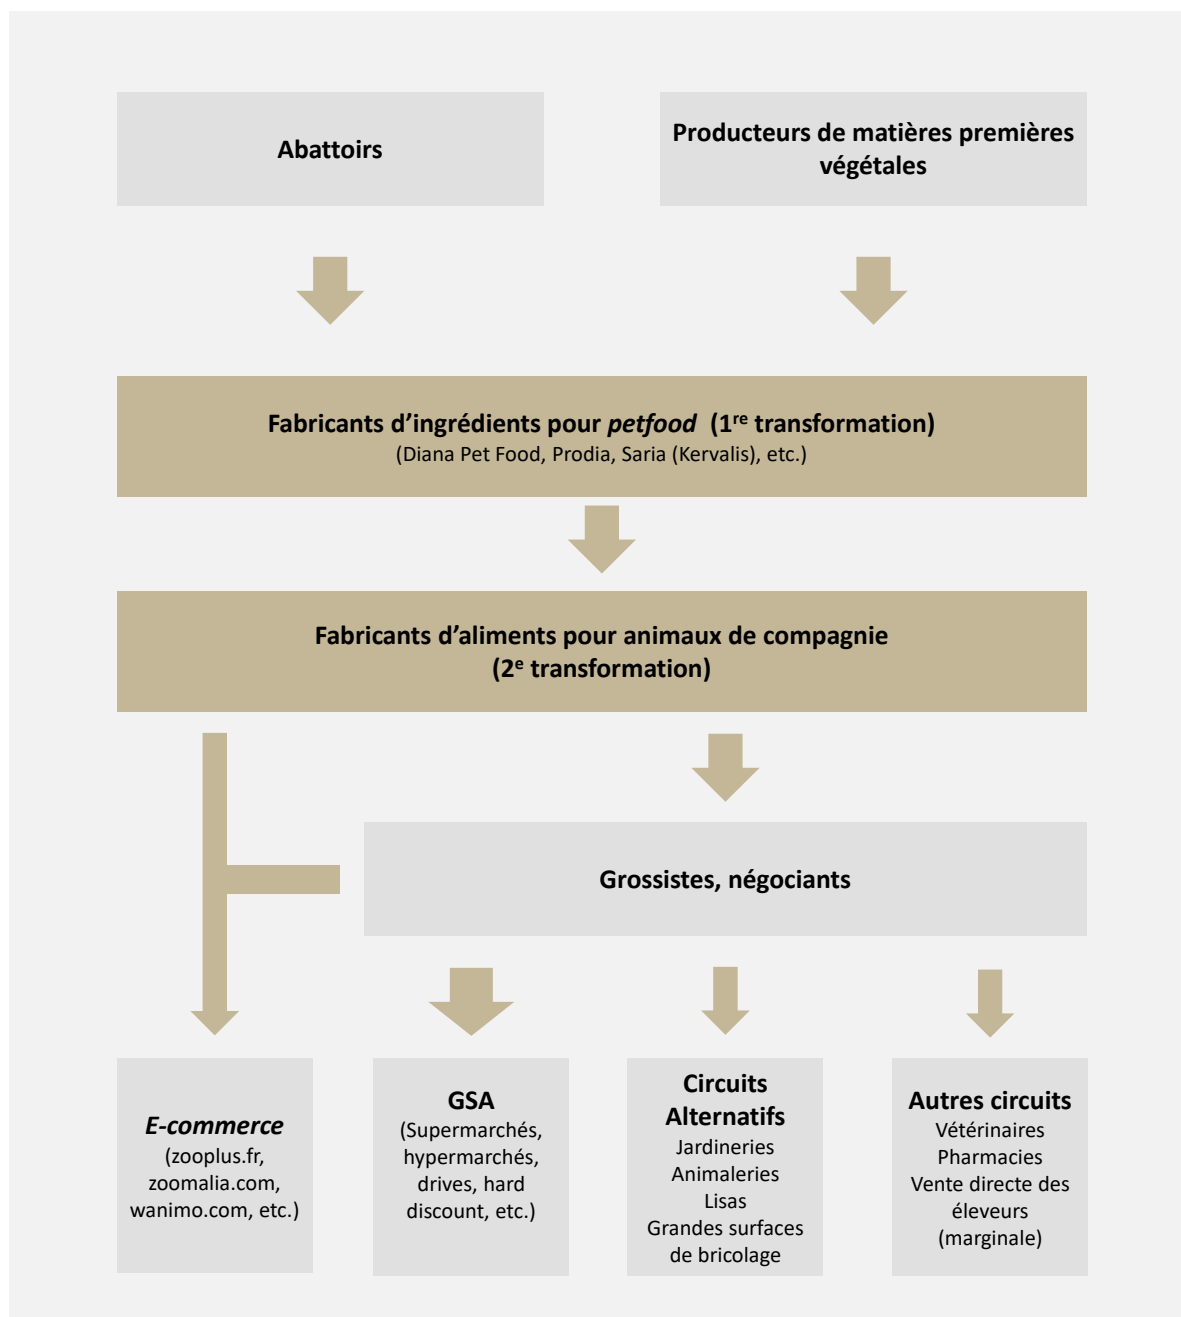 Abattoirs
Producteurs de matières premières
végétales
Fabricants d’ingrédients pour petfood (1re transformation)
(Diana Pet Food, Prodia, Saria (Kervalis), etc.)
Fabricants d’aliments pour animaux de compagnie
(2e transformation)
Grossistes, négociants
E-commerce
(zooplus.fr,
zoomalia.com,
wanimo.com, etc.)
GSA
(Supermarchés,
hypermarchés,
drives, hard
discount, etc.)
Circuits
Alternatifs
Jardineries
Animaleries
Lisas
Grandes surfaces
de bricolage
Autres circuits
Vétérinaires
Pharmacies
Vente directe des
éleveurs
(marginale)